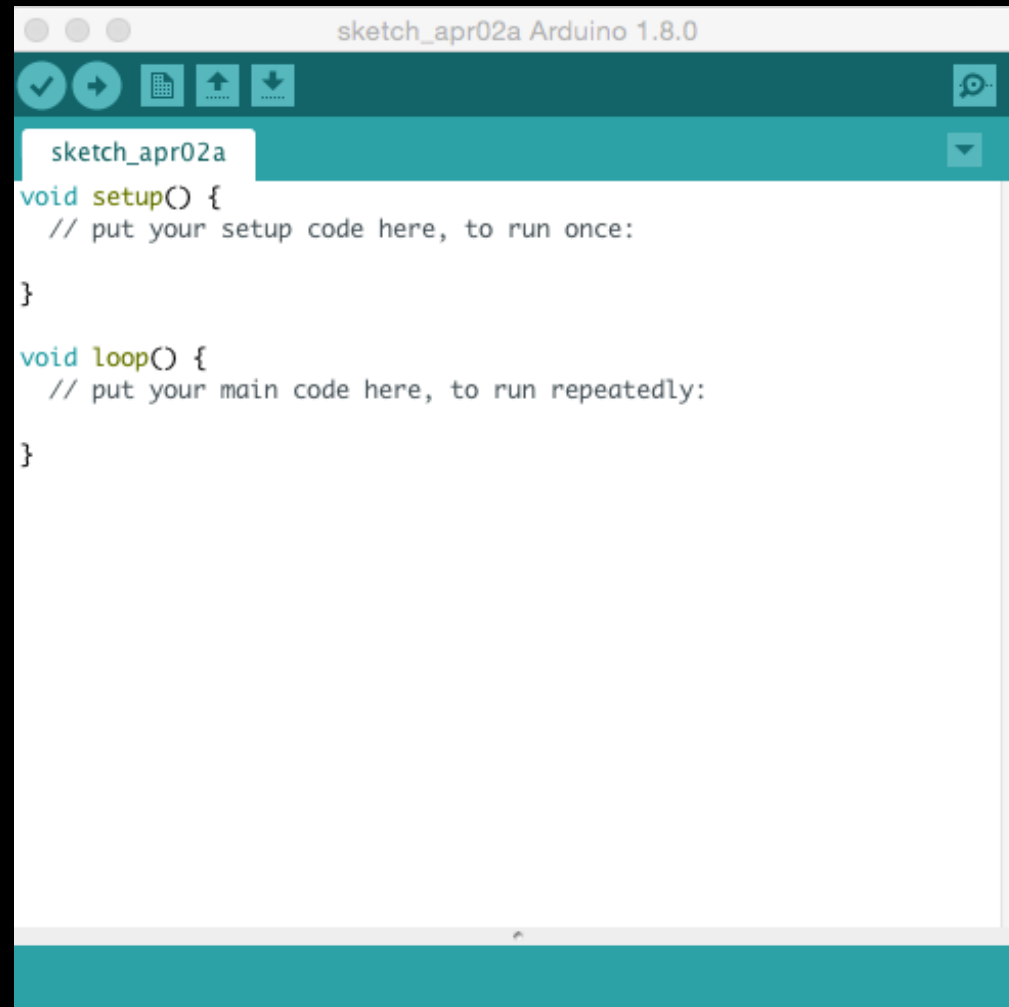 sketch_apr02a Arduino 1.8.0
sketch_apr02a
void setup() {
  // put your setup code here, to run once:

}

void loop() {
  // put your main code here, to run repeatedly:

}